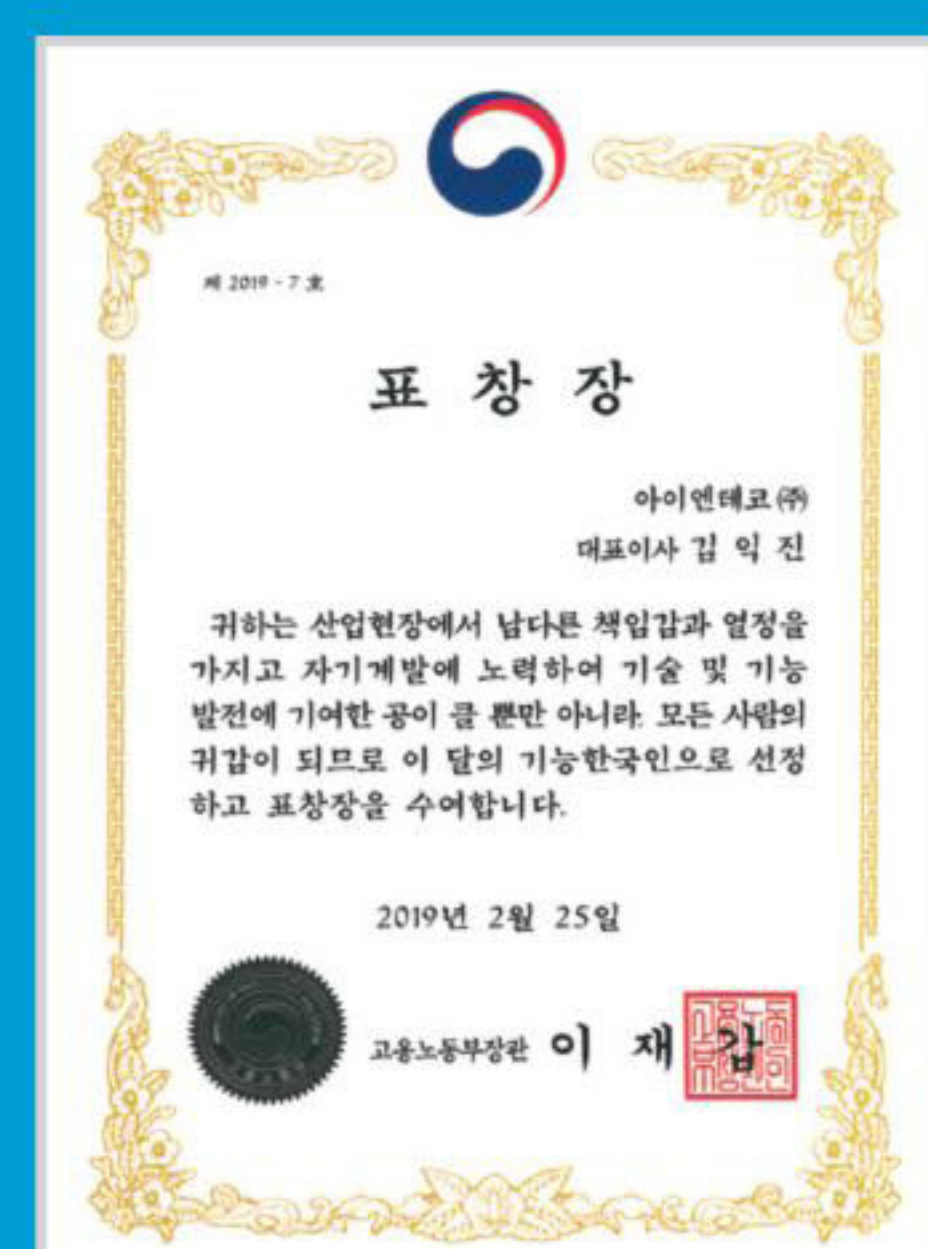 제 2019 - 7 호
표 창 장
아이엔테코㈜
대표이사 김 익 진
귀하는 산업현장에서 남다른 책임감과 열정을
가지고 자기계발에 노력하여 기술 및 기능
발전에 기여한 공이 클 뿐만 아니라, 모든 사람의
귀감이 되므로 이 달의 기능한국인으로 선정
하고 표창장을 수여합니다.
2019년 2월 25일
고용노동부장관 이 재 갑